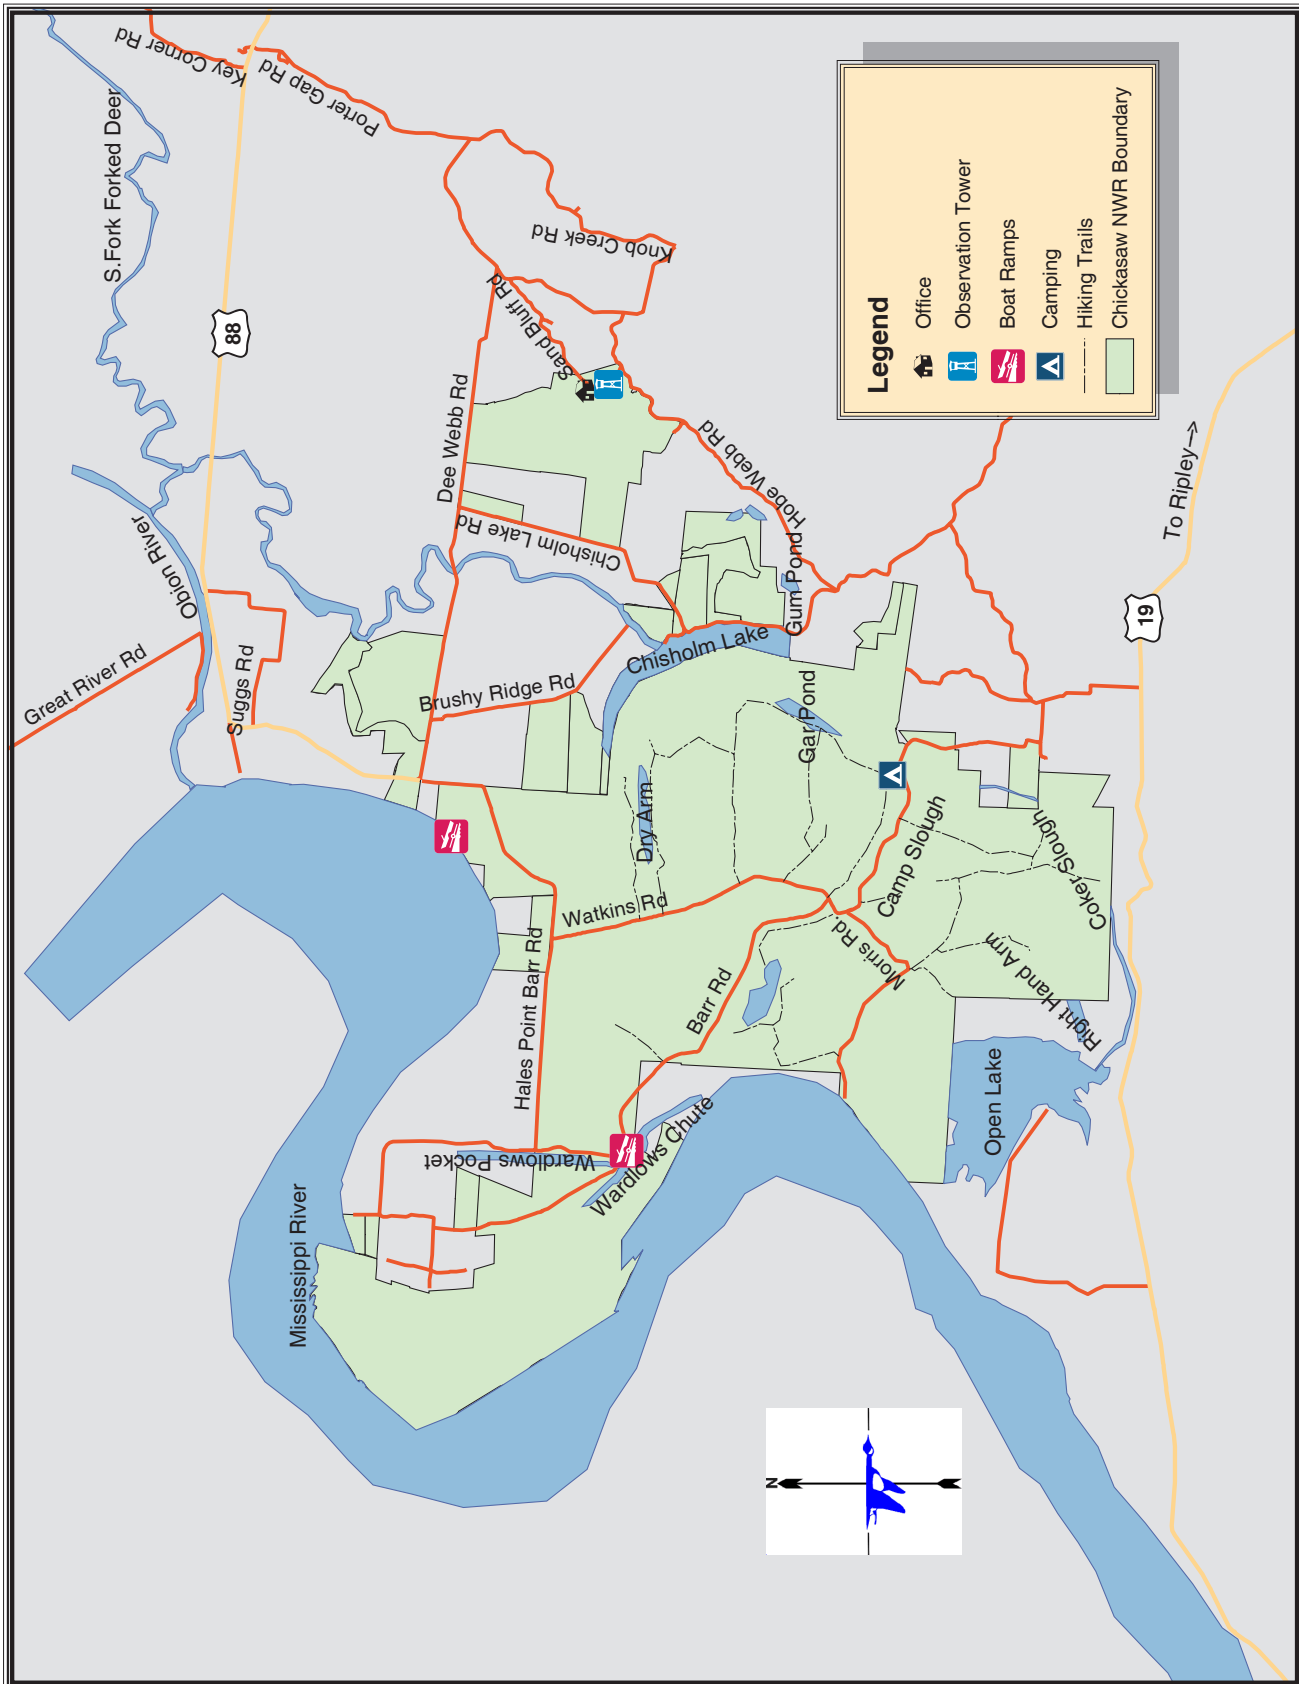 Key Corner Rd
Porter Gap Rd
S.Fork Forked Deer
88
Knob Creek Rd
Sand Bluff Rd
Dee Webb Rd
Hobe Webb Rd
Chisholm Lake Rd
Obion River
Great River Rd
Suggs Rd
Brushy Ridge Rd
Chisholm Lake
Gum Pond
Gar Pond
Dry Arm
Watkins Rd
Camp Slough
Coker Slough
Morris Rd.
Right Hand Arm
Barr Rd
Hales Point Barr Rd
Open Lake
Wardlows Pocket
Wardlows Chute
Mississippi River
To Ripley
19
Legend
Office
Observation Tower
Boat Ramps
Camping
Hiking Trails
Chickasaw NWR Boundary
N